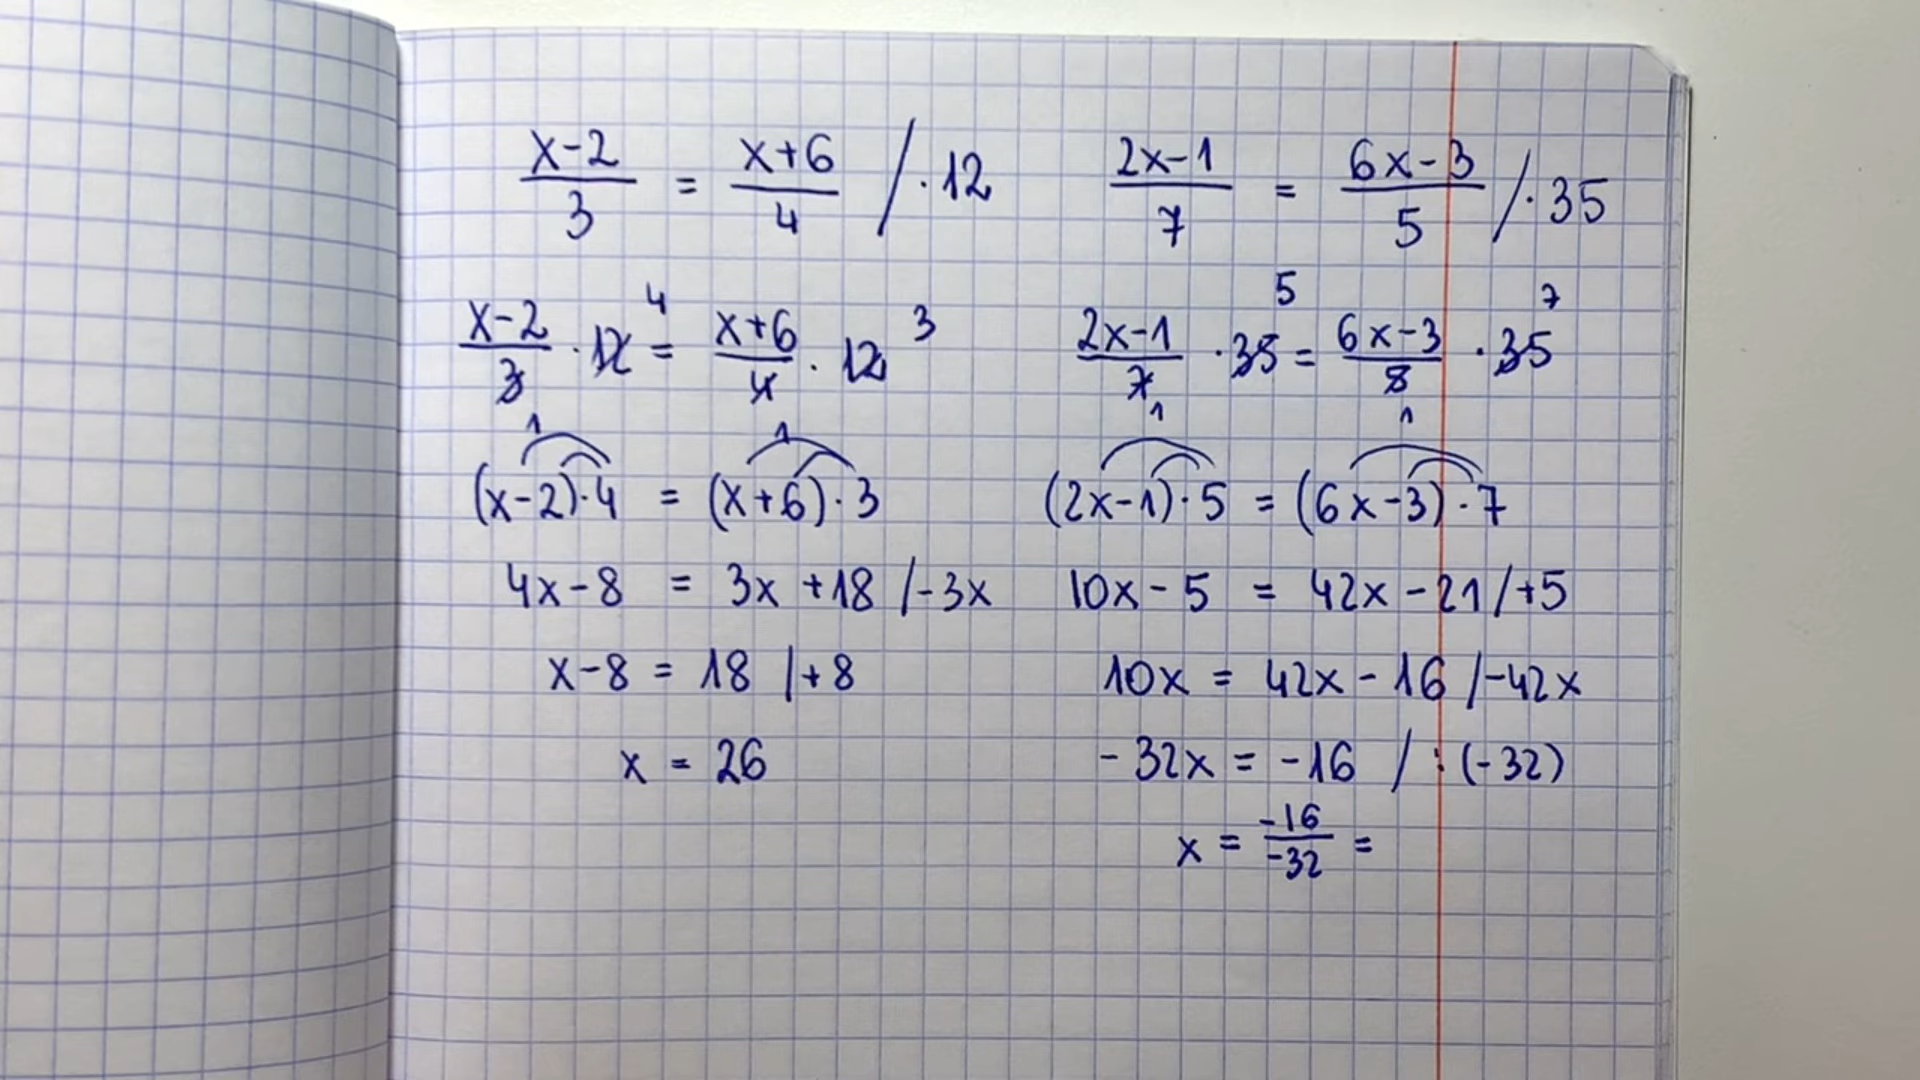 x-2/3 = x+6/4 /·12
x-2/3 · 12 4 = x+6/4 · 12 3
1 1
(x-2)·4 = (x+6)·3
4x-8 = 3x+18 /-3x
x-8 = 18 /+8
x = 26
2x-1/7 = 6x-3/5 /·35
2x-1/7 · 35 5 = 6x-3/5 · 35 7
1 1
(2x-1)·5 = (6x-3)·7
10x-5 = 42x-21 /+5
10x = 42x-16 /-42x
-32x = -16 / :(-32)
x = -16/-32 =